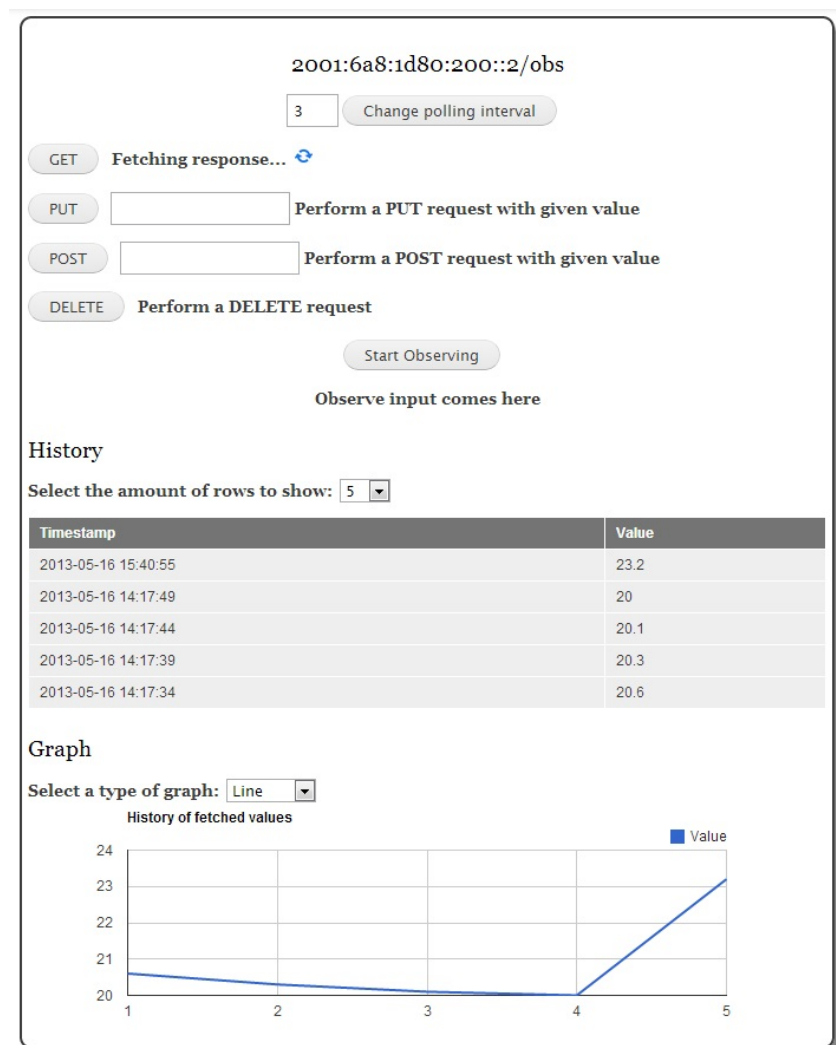 2001:6a8:1d80:200::2/obs
3 Change polling interval
GET Fetching response...
PUT Perform a PUT request with given value
POST Perform a POST request with given value
DELETE Perform a DELETE request
Start Observing
Observe input comes here
History
Select the amount of rows to show: 5
Timestamp Value
2013-05-16 15:40:55 23.2
2013-05-16 14:17:49 20
2013-05-16 14:17:44 20.1
2013-05-16 14:17:39 20.3
2013-05-16 14:17:34 20.6
Graph
Select a type of graph: Line
History of fetched values
Value
24
23
22
21
20
1 2 3 4 5